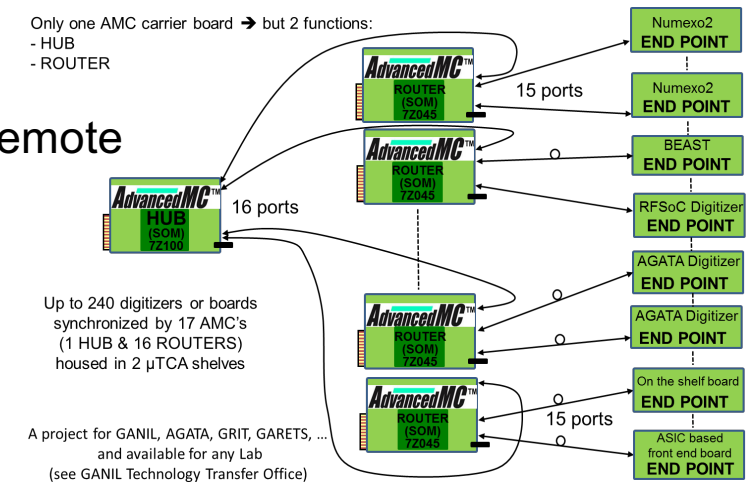 Only one AMC carrier board ➔ but 2 functions:
- HUB
- ROUTER
emote
AdvancedMC™
HUB
(SOM)
7Z100
16 ports
Up to 240 digitizers or boards
synchronized by 17 AMC's
(1 HUB & 16 ROUTERS)
housed in 2 µTCA shelves
A project for GANIL, AGATA, GRIT, GARETS, ...
and available for any Lab
(see GANIL Technology Transfer Office)
AdvancedMC™
ROUTER
(SOM)
7Z045
15 ports
AdvancedMC™
ROUTER
(SOM)
7Z045
AdvancedMC™
ROUTER
(SOM)
7Z045
AdvancedMC™
ROUTER
(SOM)
7Z045
15 ports
Numexo2
END POINT
Numexo2
END POINT
BEAST
END POINT
RFSoC Digitizer
END POINT
AGATA Digitizer
END POINT
AGATA Digitizer
END POINT
On the shelf board
END POINT
ASIC based
front end board
END POINT